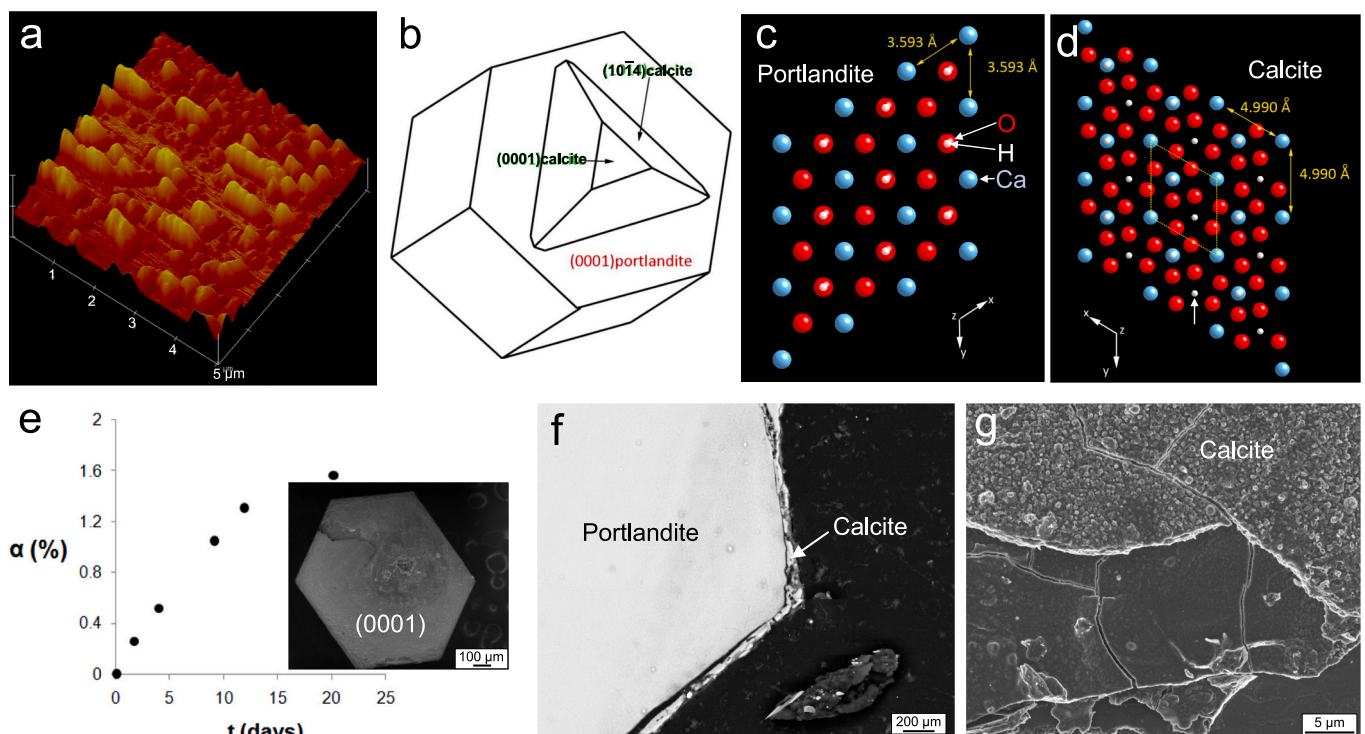 a
1
2
3
4
5 µm
b
(101̄4)calcite
(0001)calcite
(0001)portlandite
c
Portlandite
3.593 Å
3.593 Å
O
H
Ca
x
z
y
d
Calcite
4.990 Å
4.990 Å
x
z
y
e
2
1.6
1.2
α (%)
0.8
0.4
0
0 5 10 15 20 25
t (days)
(0001)
100 µm
f
Portlandite
Calcite
200 µm
g
Calcite
5 µm